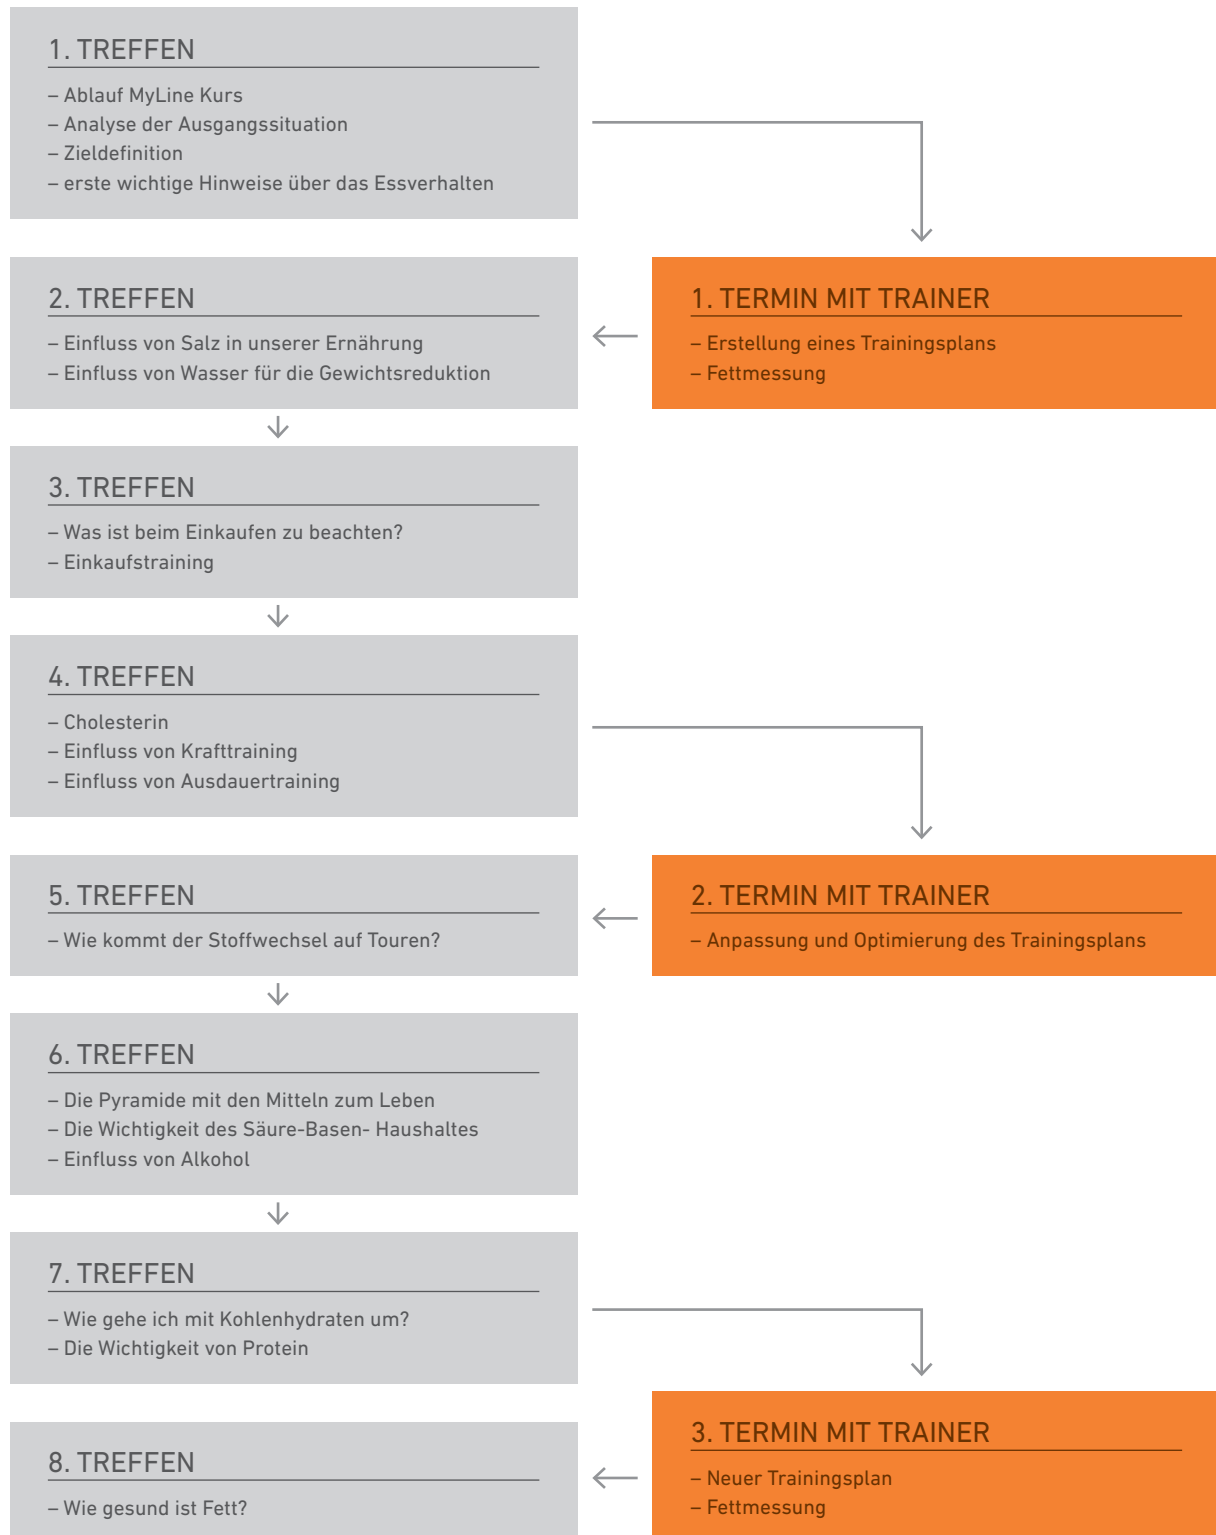 1. TREFFEN
– Ablauf MyLine Kurs
– Analyse der Ausgangssituation
– Zieldefinition
– erste wichtige Hinweise über das Essverhalten
1. TERMIN MIT TRAINER
– Erstellung eines Trainingsplans
– Fettmessung
2. TREFFEN
– Einfluss von Salz in unserer Ernährung
– Einfluss von Wasser für die Gewichtsreduktion
3. TREFFEN
– Was ist beim Einkaufen zu beachten?
– Einkaufstraining
4. TREFFEN
– Cholesterin
– Einfluss von Krafttraining
– Einfluss von Ausdauertraining
2. TERMIN MIT TRAINER
– Anpassung und Optimierung des Trainingsplans
5. TREFFEN
– Wie kommt der Stoffwechsel auf Touren?
6. TREFFEN
– Die Pyramide mit den Mitteln zum Leben
– Die Wichtigkeit des Säure-Basen- Haushaltes
– Einfluss von Alkohol
7. TREFFEN
– Wie gehe ich mit Kohlenhydraten um?
– Die Wichtigkeit von Protein
3. TERMIN MIT TRAINER
– Neuer Trainingsplan
– Fettmessung
8. TREFFEN
– Wie gesund ist Fett?